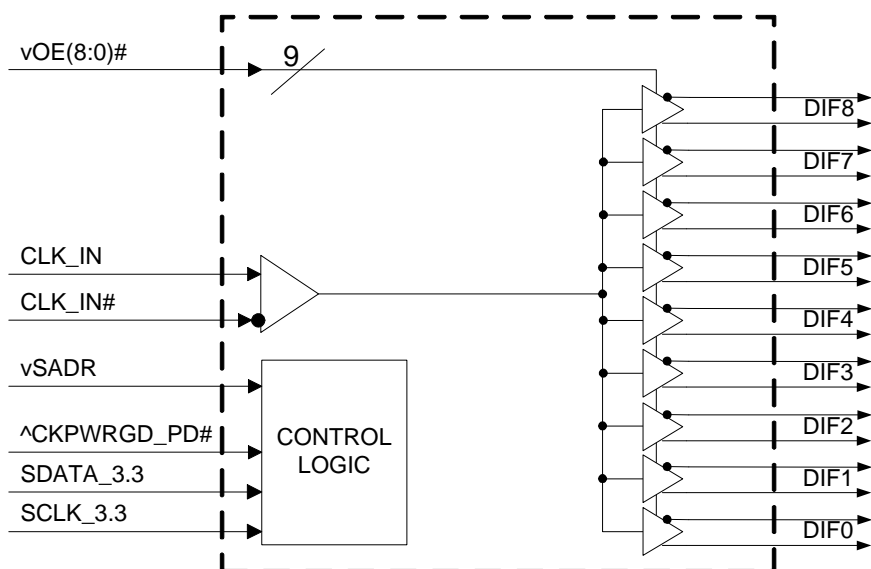 vOE(8:0)#
9
DIF8
DIF7
DIF6
CLK_IN
DIF5
CLK_IN#
DIF4
vSADR
DIF3
^CKPWRGD_PD#
CONTROL
LOGIC
DIF2
SDATA_3.3
DIF1
SCLK_3.3
DIF0